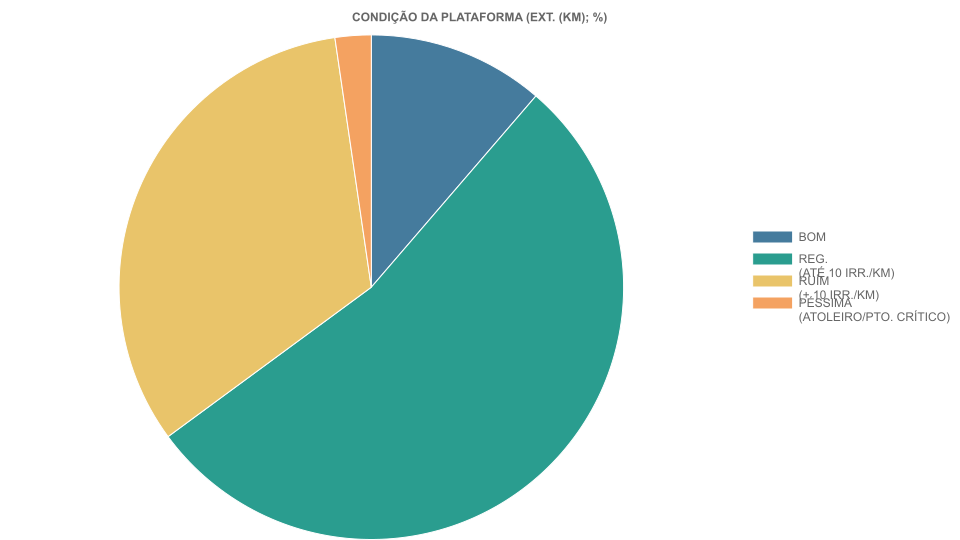 CONDIÇÃO DA PLATAFORMA (EXT. (KM); %)
BOM
REG.
(ATÉ 10 IRR./KM)
RUIM
(+ 10 IRR./KM)
PÉSSIMA
(ATOLEIRO/PTO. CRÍTICO)